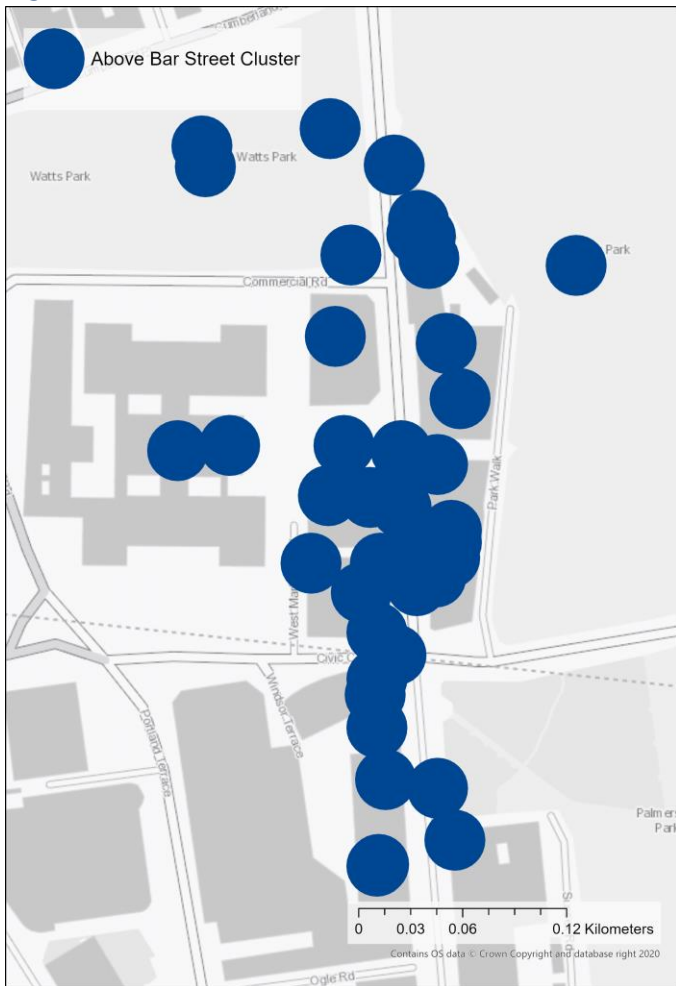 Cumberland
Above Bar Street Cluster
Watts Park
Watts Park
Park
Commercial Rd
Park Walk
West Mar
Civic C
Windsor Terrace
Portland Terrace
Palmers
Park
0 0.03 0.06 0.12 Kilometers
Contains OS data © Crown Copyright and database right 2020
Ogle Rd